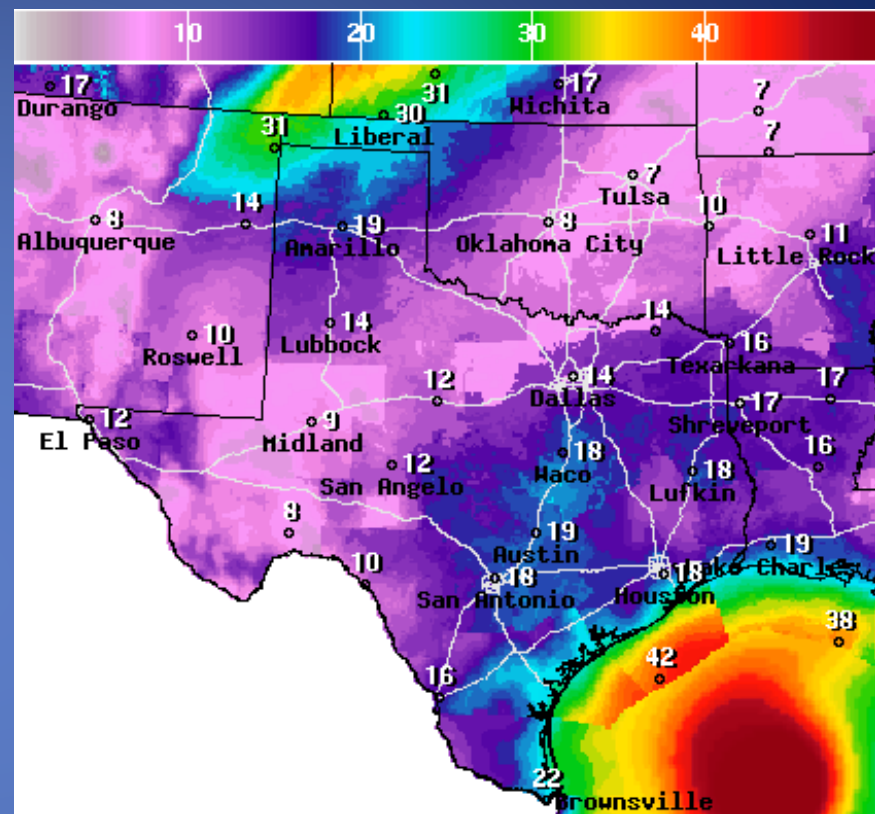 10 20 30 40
17 31 17 7
Durango 30 Wichita
31 Liberal 7
7
Tulsa
8 14 19 8 10 11
Albuquerque Amarillo Oklahoma City Little Rock
10 14 14 16
Roswell Lubbock Texarkana
12 14 17 17
Dallas Shreveport
12 9
El Paso Midland
12 18 18 16
San Angelo Waco Lufkin
8 19 19
Austin Lake Charles
10 18 18
San Antonio Houston
38
42
16
22
Brownsville